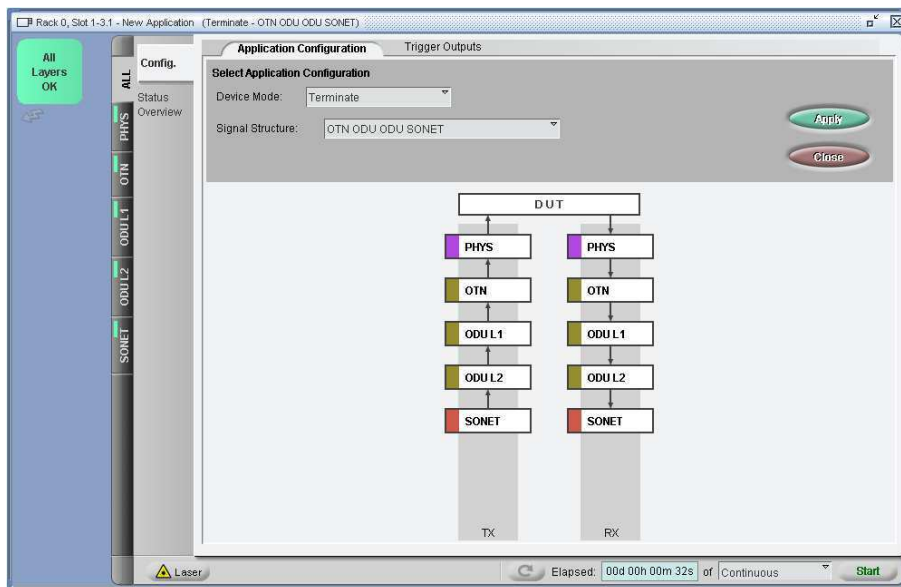 Rack 0, Slot 1-3.1 - New Application (Terminate - OTN ODU ODU SONET)
All
Layers
OK
ALL
PHYS
OTN
ODU L1
ODU L2
SONET
Config.
Status
Overview
Application Configuration
Trigger Outputs
Select Application Configuration
Device Mode: Terminate
Signal Structure: OTN ODU ODU SONET
Apply
Close
DUT
PHYS PHYS
OTN OTN
ODU L1 ODU L1
ODU L2 ODU L2
SONET SONET
TX RX
Laser
Elapsed: 00d 00h 00m 32s of Continuous
Start